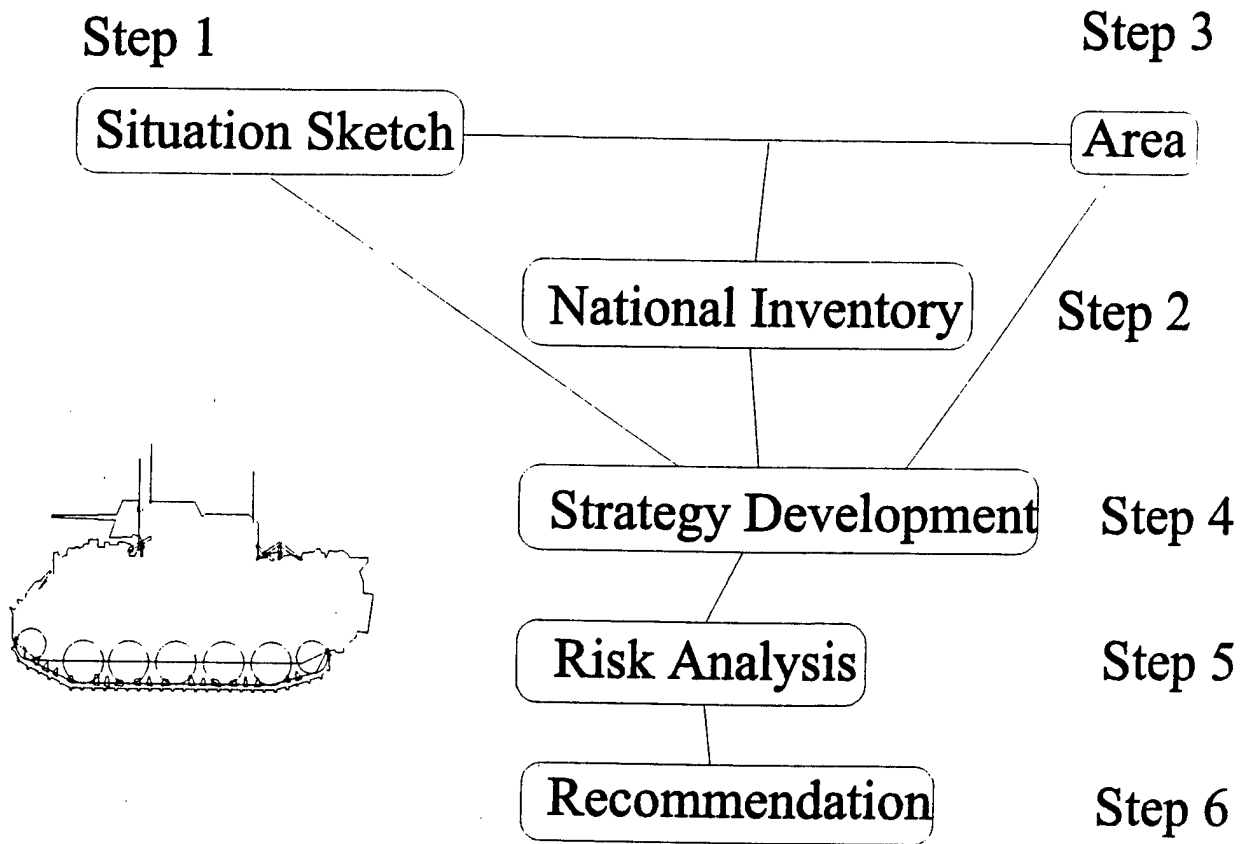 Step 1
Step 3
Situation Sketch
Area
National Inventory
Step 2
Strategy Development
Step 4
Risk Analysis
Step 5
Recommendation
Step 6